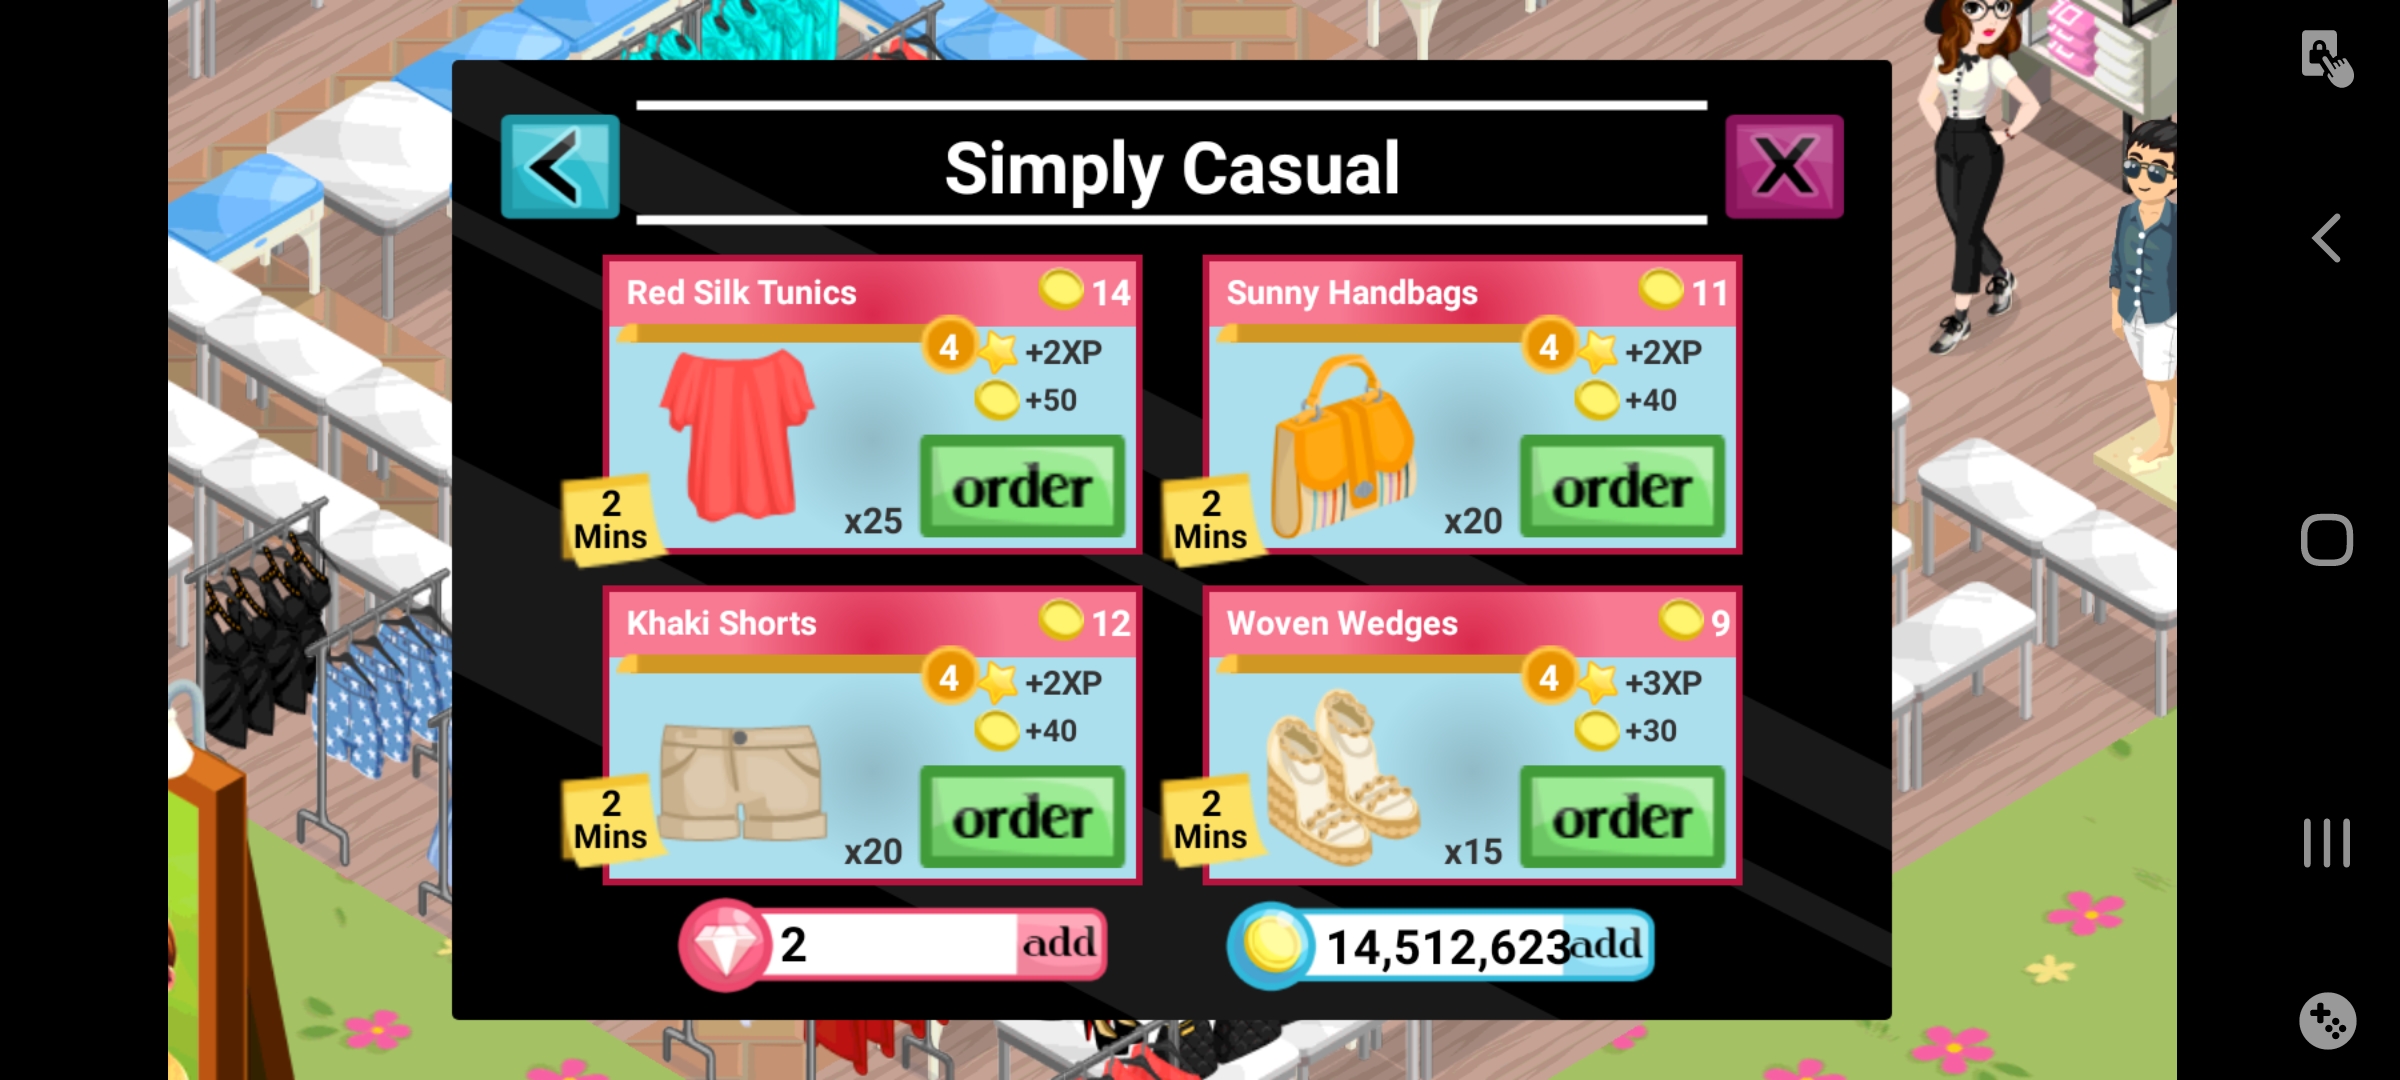 Simply Casual
Red Silk Tunics 14
4 +2XP
+50
2
Mins
x25
order
Sunny Handbags 11
4 +2XP
+40
2
Mins
x20
order
Khaki Shorts 12
4 +2XP
+40
2
Mins
x20
order
Woven Wedges 9
4 +3XP
+30
2
Mins
x15
order
2 add
14,512,623 add